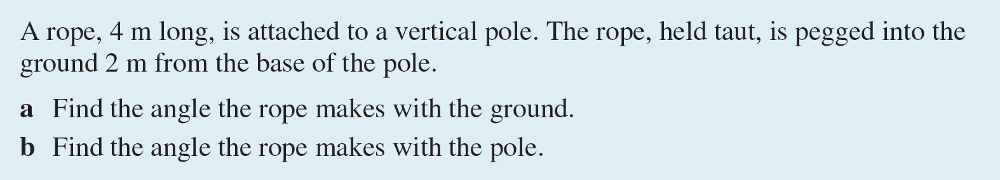 A rope, 4 m long, is attached to a vertical pole. The rope, held taut, is pegged into the
ground 2 m from the base of the pole.
a Find the angle the rope makes with the ground.
b Find the angle the rope makes with the pole.